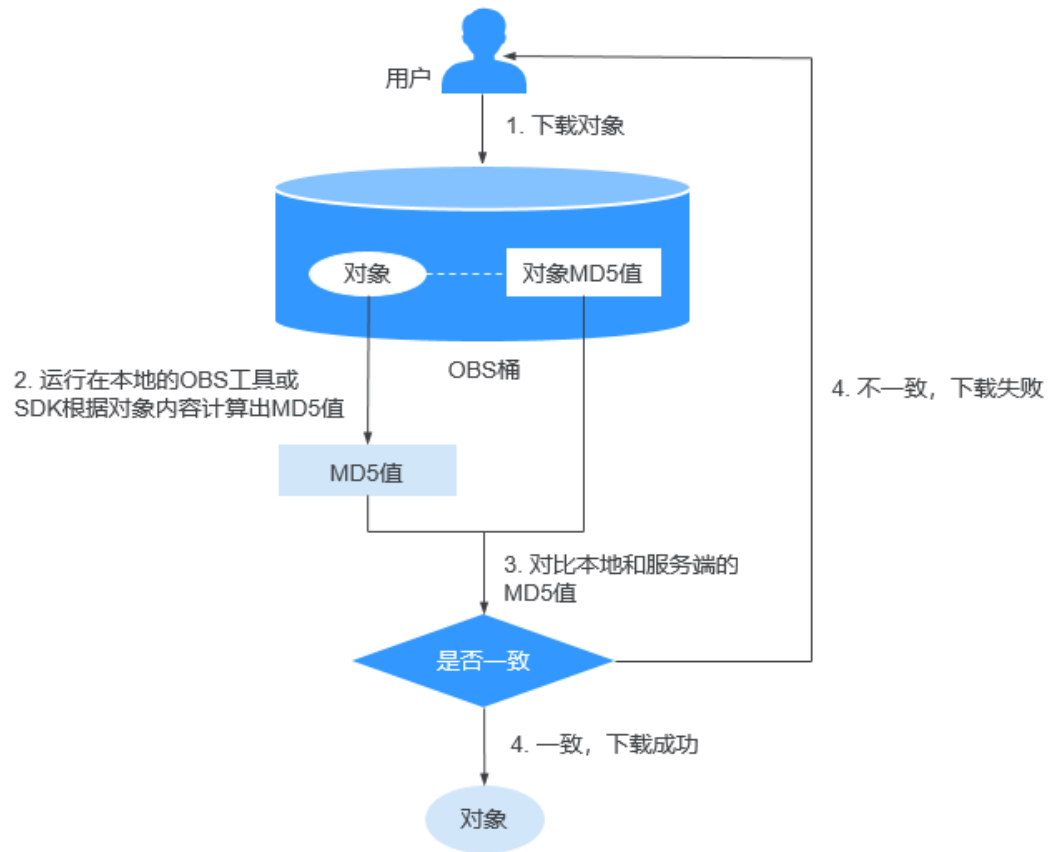 用户
1. 下载对象
对象
对象MD5值
OBS桶
2. 运行在本地的OBS工具或
SDK根据对象内容计算出MD5值
4. 不一致，下载失败
MD5值
3. 对比本地和服务端的
MD5值
是否一致
4. 一致，下载成功
对象